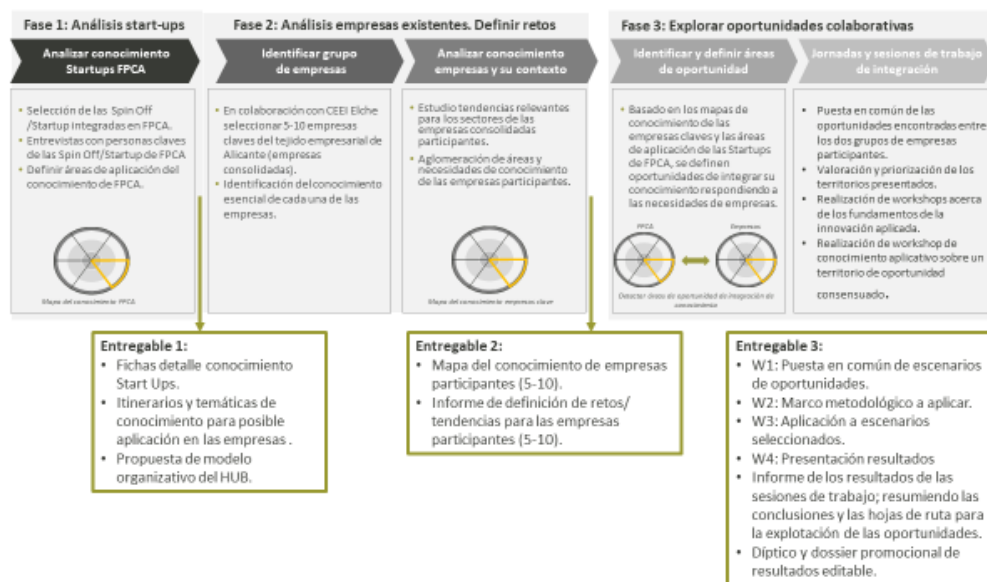 Fase 1: Análisis start-ups
Analizar conocimiento
Startups FPCA
Selección de las Spin Off
/Startup integradas en FPCA.
Entrevistas con personas claves
de las Spin Off/Startup de FPCA
Definir áreas de aplicación del
conocimiento de FPCA.
Mapa del conocimiento FPCA
Fase 2: Análisis empresas existentes. Definir retos
Identificar grupo
de empresas
En colaboración con CEEI Elche
seleccionar 5-10 empresas
claves del tejido empresarial de
Alicante (empresas
consolidadas).
Identificación del conocimiento
esencial de cada una de las
empresas.
Analizar conocimiento
empresas y su contexto
Estudio tendencias relevantes
para los sectores de las
empresas consolidadas
participantes.
Aglomeración de áreas y
necesidades de conocimiento
de las empresas participantes.
Mapa del conocimiento empresas clave
Fase 3: Explorar oportunidades colaborativas
Identificar y definir áreas
de oportunidad
Basado en los mapas de
conocimiento de las
empresas claves y las áreas
de aplicación de las Startups
de FPCA, se definen
oportunidades de integrar su
conocimiento respondiendo a
las necesidades de empresas.
FPCA
Empresas
Detectar áreas de oportunidad de integración de
conocimiento
Jornadas y sesiones de trabajo
de integración
Puesta en común de las
oportunidades encontradas entre
los dos grupos de empresas
participantes.
Valoración y priorización de los
territorios presentados.
Realización de workshops acerca
de los fundamentos de la
innovación aplicada.
Realización de workshop de
conocimiento aplicativo sobre un
territorio de oportunidad
consensuado.
Entregable 1:
• Fichas detalle conocimiento
Start Ups.
• Itinerarios y temáticas de
conocimiento para posible
aplicación en las empresas .
• Propuesta de modelo
organizativo del HUB.
Entregable 2:
• Mapa del conocimiento de empresas
participantes (5-10).
• Informe de definición de retos/
tendencias para las empresas
participantes (5-10).
Entregable 3:
• W1: Puesta en común de escenarios
de oportunidades.
• W2: Marco metodológico a aplicar.
• W3: Aplicación a escenarios
seleccionados.
• W4: Presentación resultados
• Informe de los resultados de las
sesiones de trabajo; resumiendo las
conclusiones y las hojas de ruta para
la explotación de las oportunidades.
• Díptico y dossier promocional de
resultados editable.